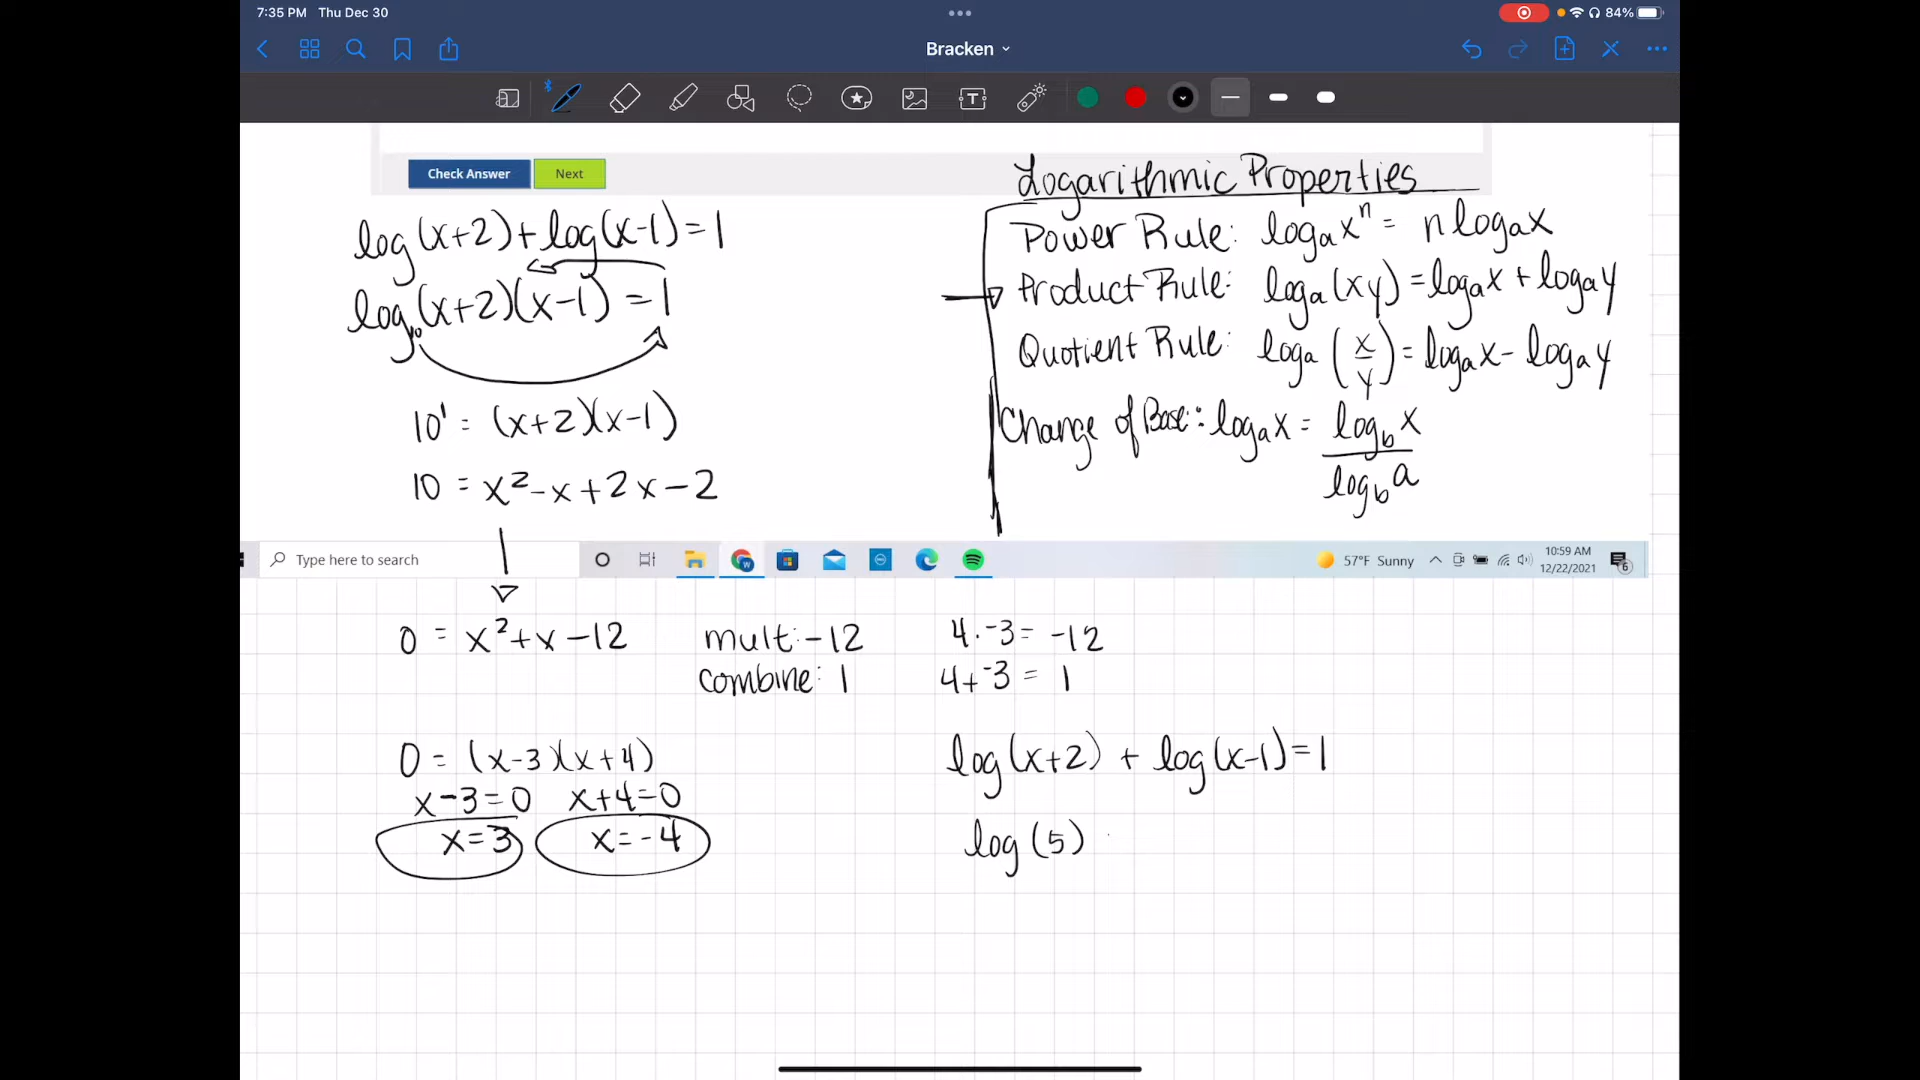 7:35 PM Thu Dec 30
84%
Bracken
Check Answer Next
Logarithmic Properties
log(x+2)+log(x-1)=1
log₁₀(x+2)(x-1)=1
10¹ = (x+2)(x-1)
10 = x²-x+2x-2
Power Rule: logₐxⁿ = n logₐx
Product Rule: logₐ(xy)=logₐx + logₐy
Quotient Rule: logₐ(x/y)=logₐx - logₐy
Change of Base: logₐx = log_b x / log_b a
Type here to search
57°F Sunny
10:59 AM
12/22/2021
6
0 = x²+x-12
mult: -12
combine: 1
4·-3 = -12
4+-3 = 1
0 = (x-3)(x+4)
x-3=0 x+4=0
x=3 x=-4
log(x+2) + log(x-1)=1
log(5)